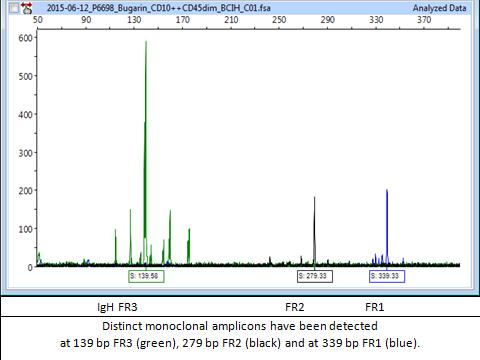 2015-06-12_P6698_Bugarin_CD10++CD45dim_BCIH_C01.fsa Analyzed Data
50 90 130 170 210 250 290 330 370
600
500
400
300
200
100
0
S: 139.58 S: 279.33 S: 339.33
IgH FR3 FR2 FR1
Distinct monoclonal amplicons have been detected
at 139 bp FR3 (green), 279 bp FR2 (black) and at 339 bp FR1 (blue).